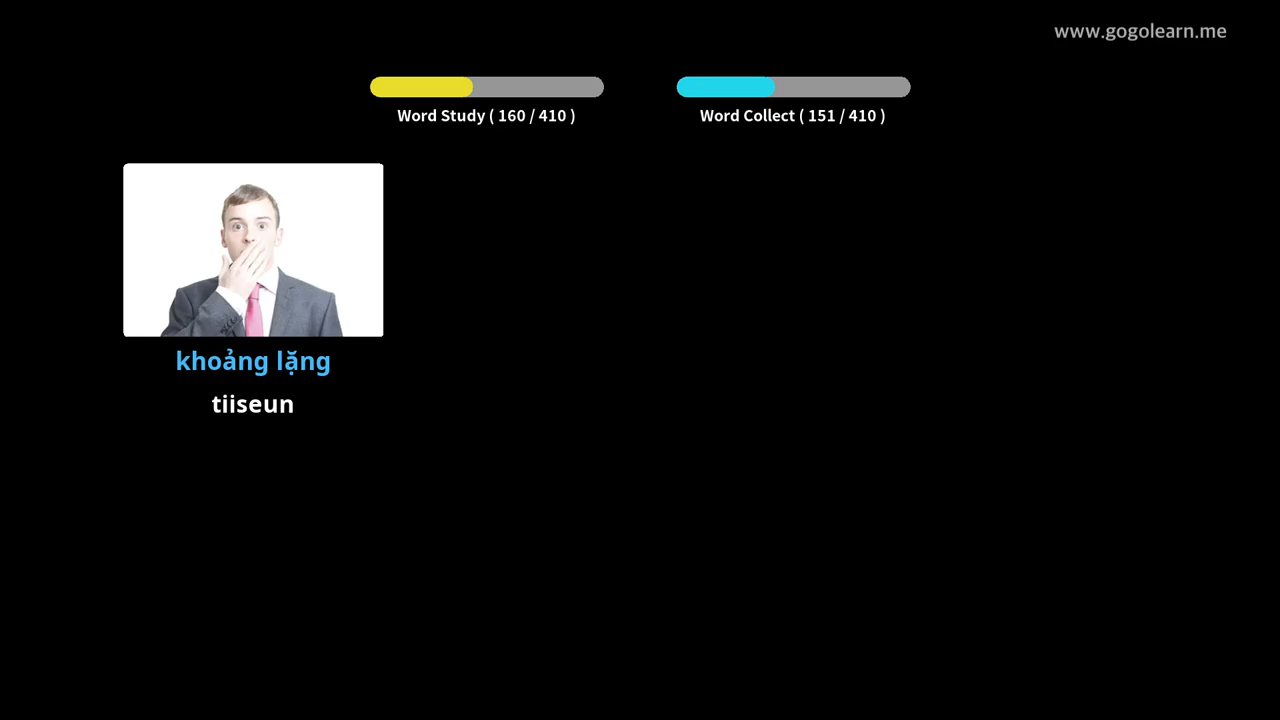 www.gogolearn.me
Word Study ( 160 / 410 )
Word Collect ( 151 / 410 )
khoảng lặng
tiiseun